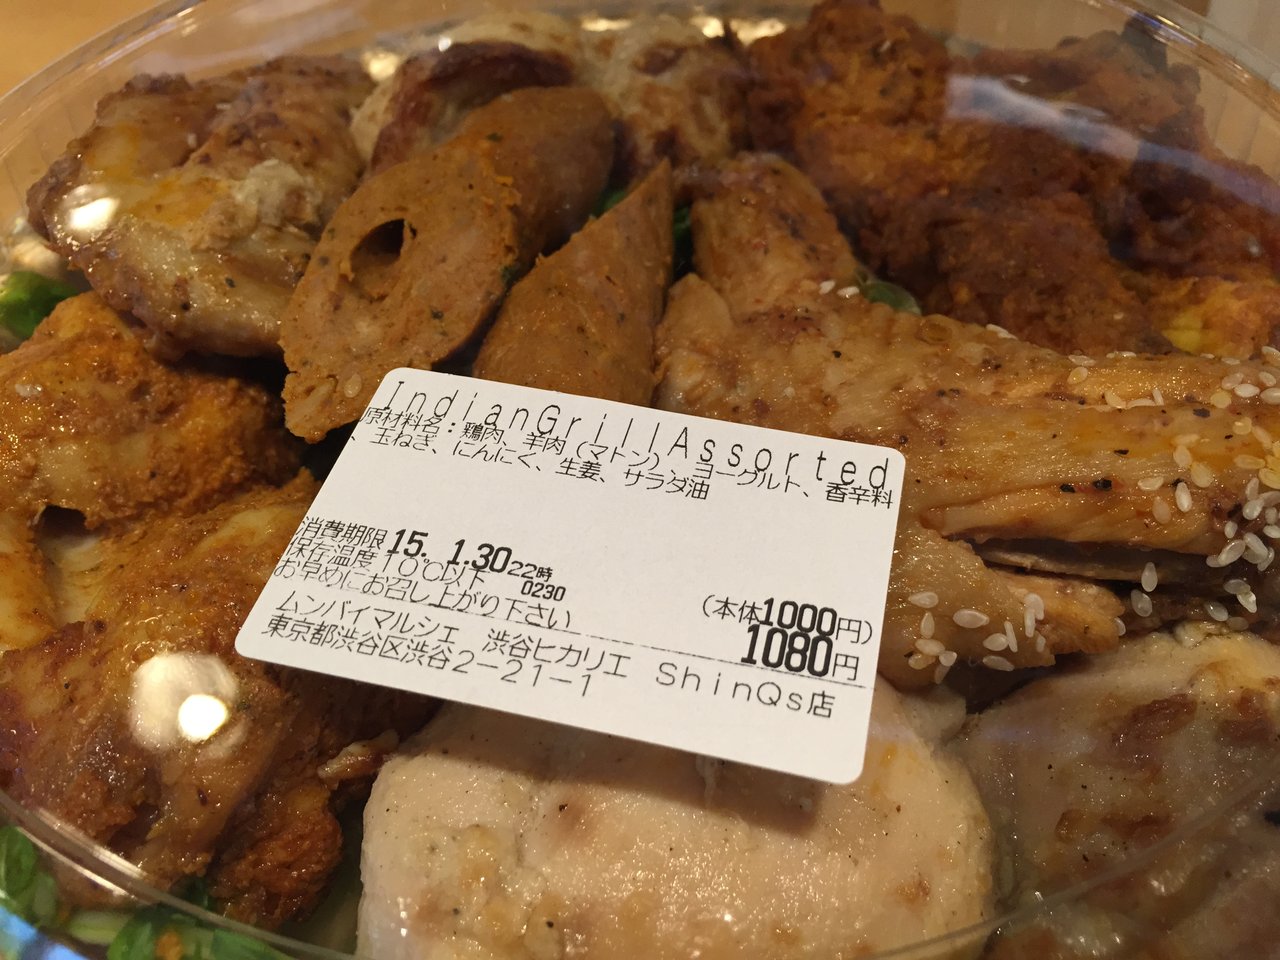 IndianGrillAssorted
原材料名：鶏肉、羊肉（マトン）、ヨーグルト、香辛料
、玉ねぎ、にんにく、生姜、サラダ油
消費期限 15. 1.30 22時
保存温度 10℃以下 0230
お早めにお召し上がり下さい
（本体1000円）
1080円
ムンバイマルシェ 渋谷ヒカリエ ShinQs店
東京都渋谷区渋谷2−21−1